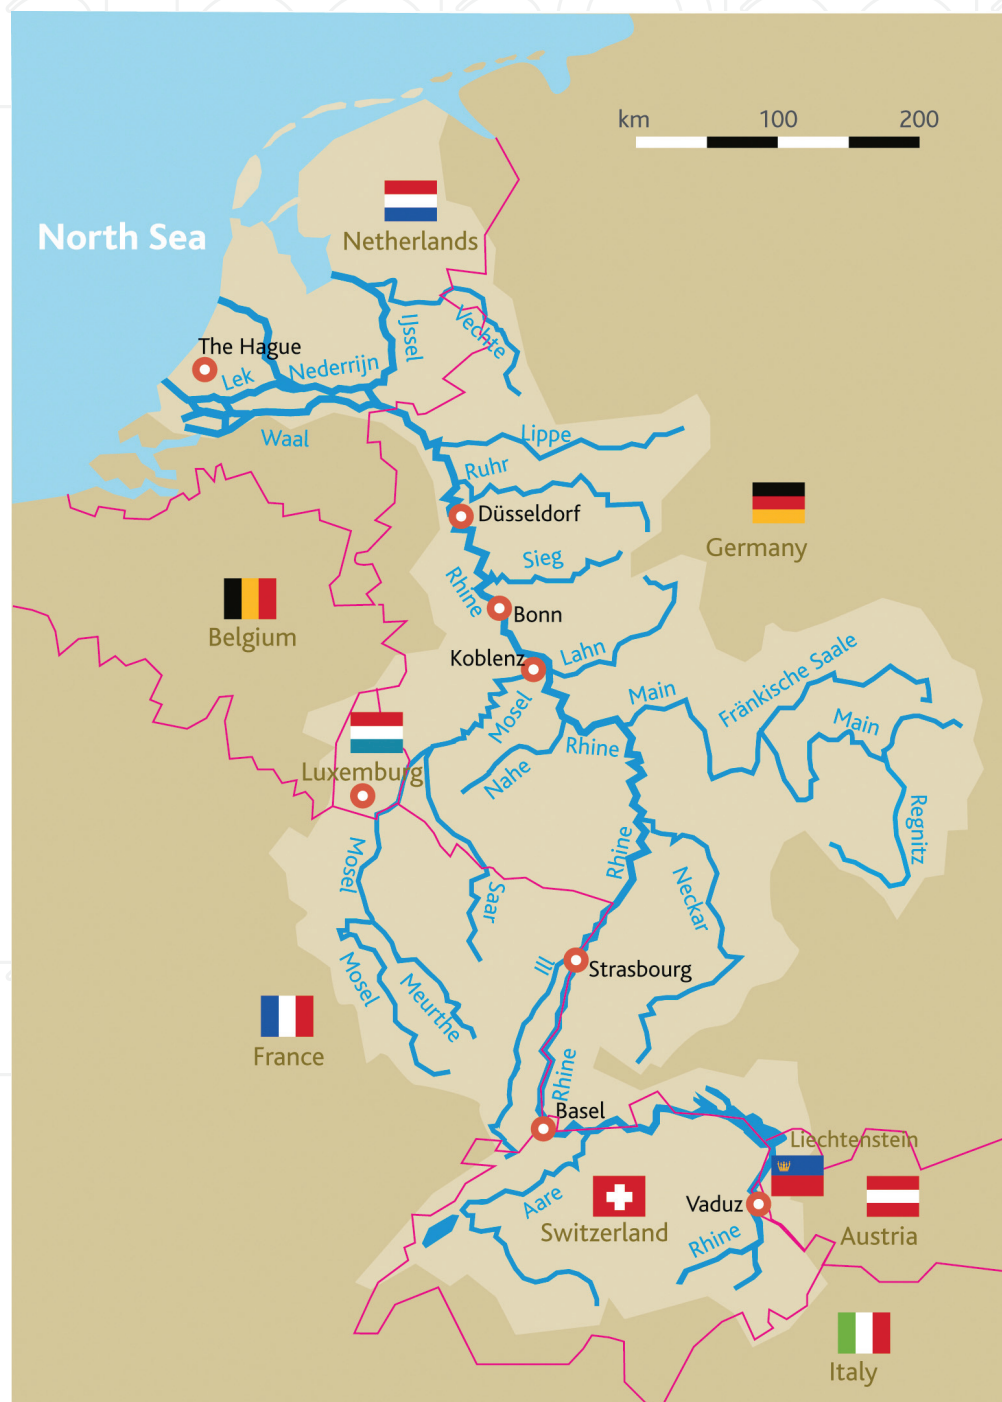 km 100 200
Netherlands
North Sea
IJssel
Vechte
The Hague
Lek
Nederrijn
Waal
Lippe
Ruhr
Düsseldorf
Germany
Sieg
Rhine
Belgium
Bonn
Koblenz
Lahn
Mosel
Main
Fränkische Saale
Rhine
Main
Luxemburg
Nahe
Regnitz
Mosel
Rhine
Neckar
Saar
Ill
Strasbourg
Mosel
Meurthe
France
Rhine
Basel
Liechtenstein
Aare
Switzerland
Vaduz
Rhine
Austria
Italy